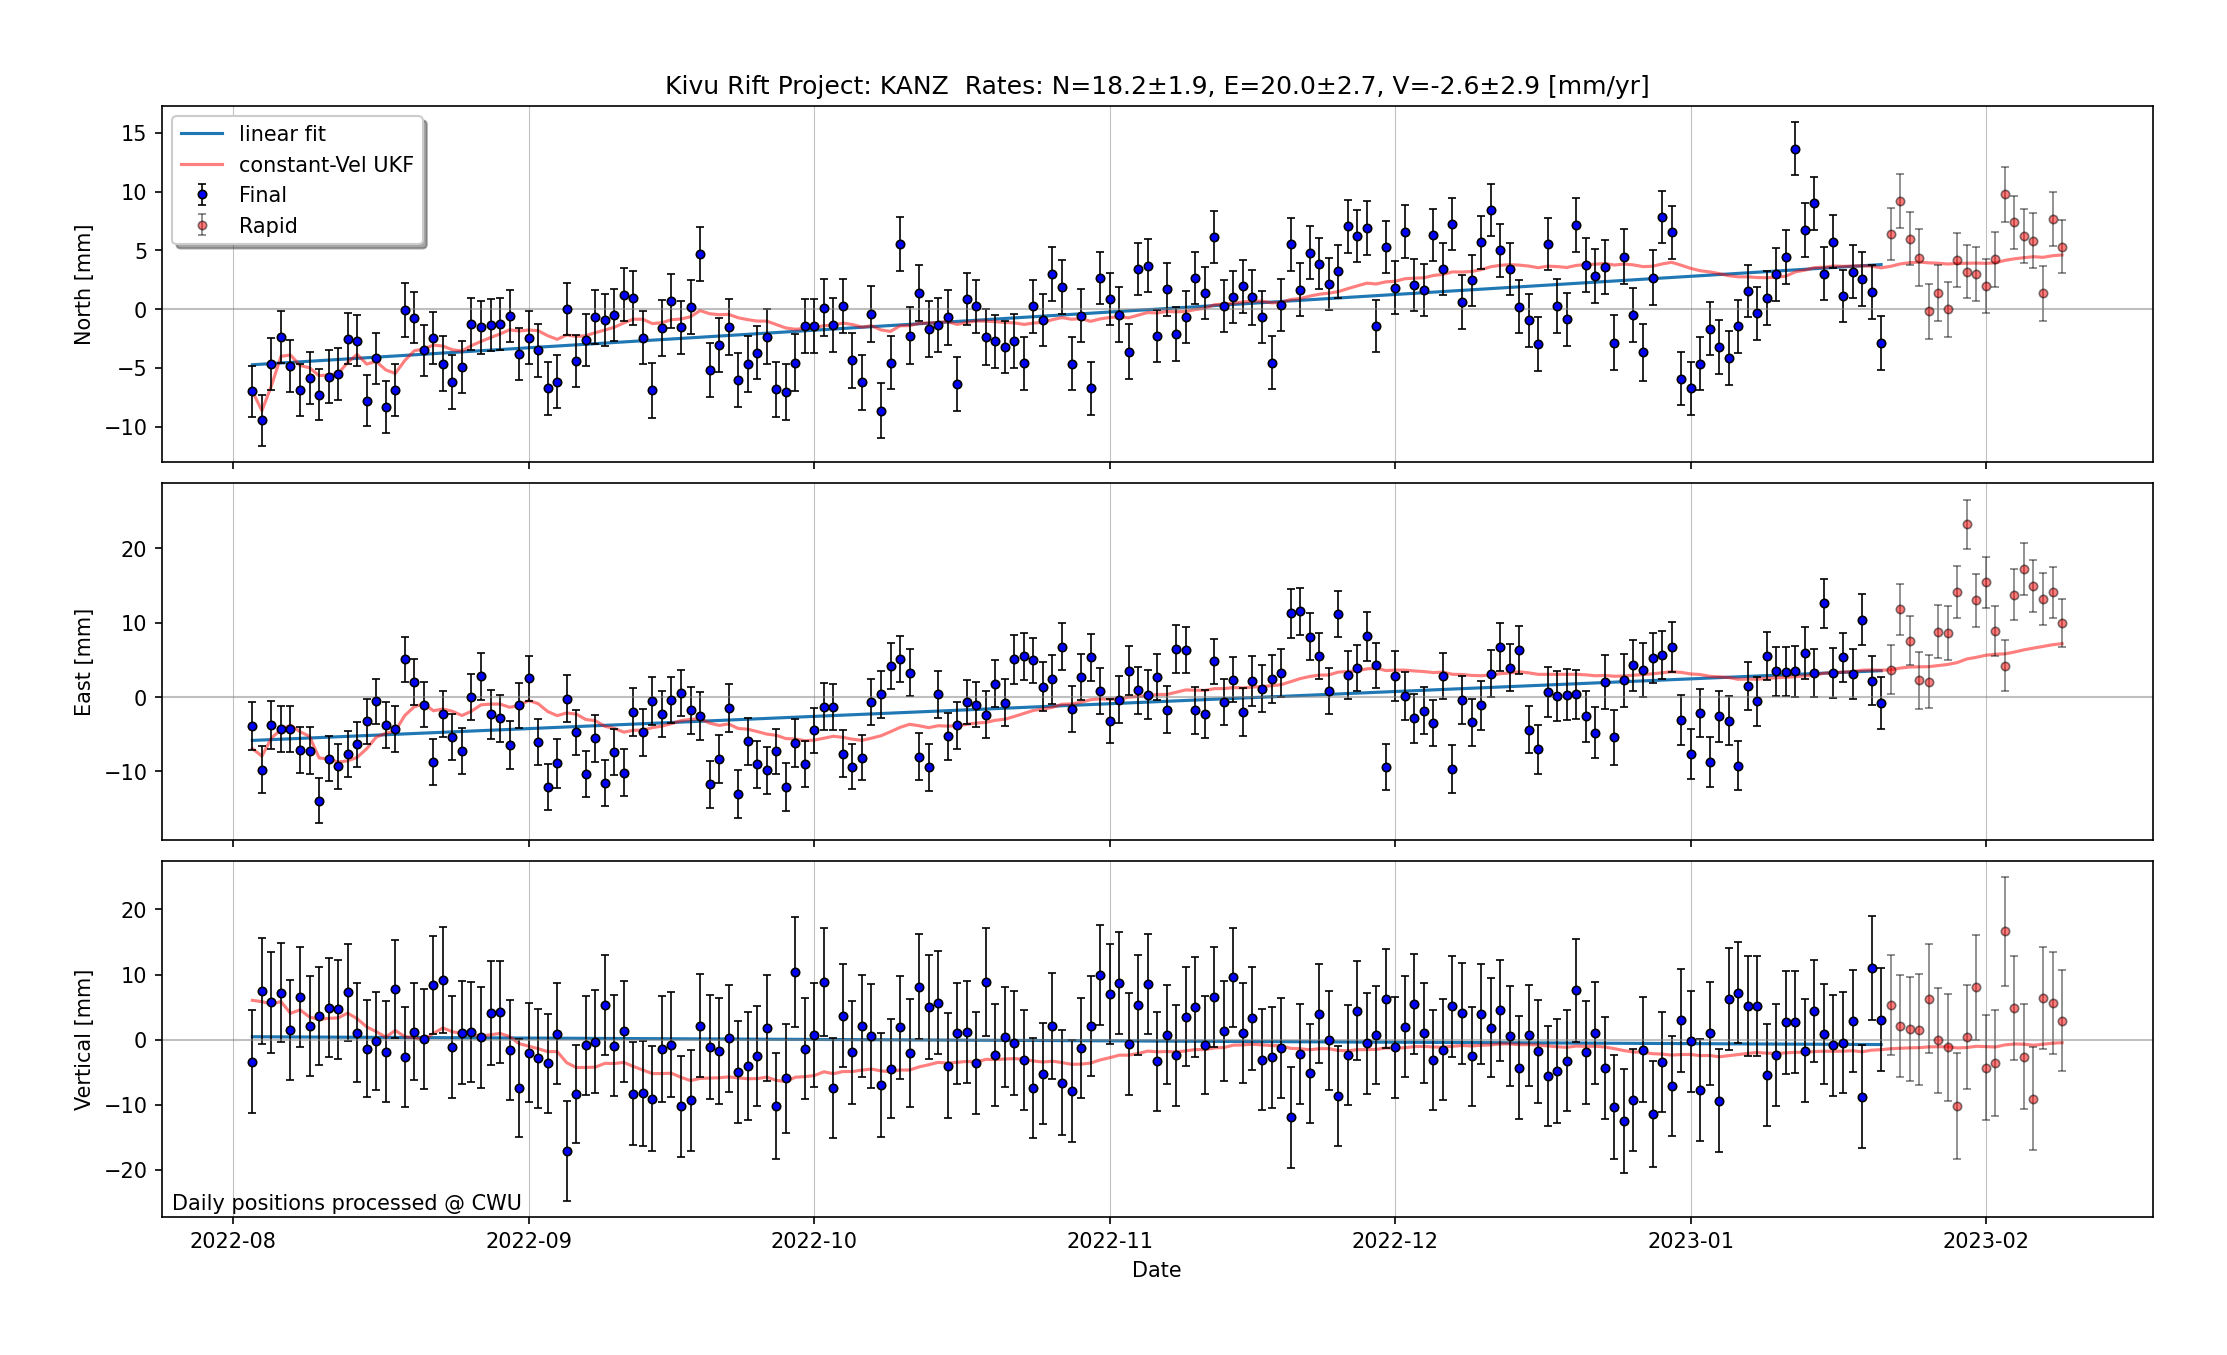 Kivu Rift Project: KANZ  Rates: N=18.2±1.9, E=20.0±2.7, V=-2.6±2.9 [mm/yr]
linear fit
constant-Vel UKF
Final
Rapid
North [mm]
15
10
5
0
−5
−10
East [mm]
20
10
0
−10
Vertical [mm]
20
10
0
−10
−20
Daily positions processed @ CWU
2022-08
2022-09
2022-10
2022-11
2022-12
2023-01
2023-02
Date